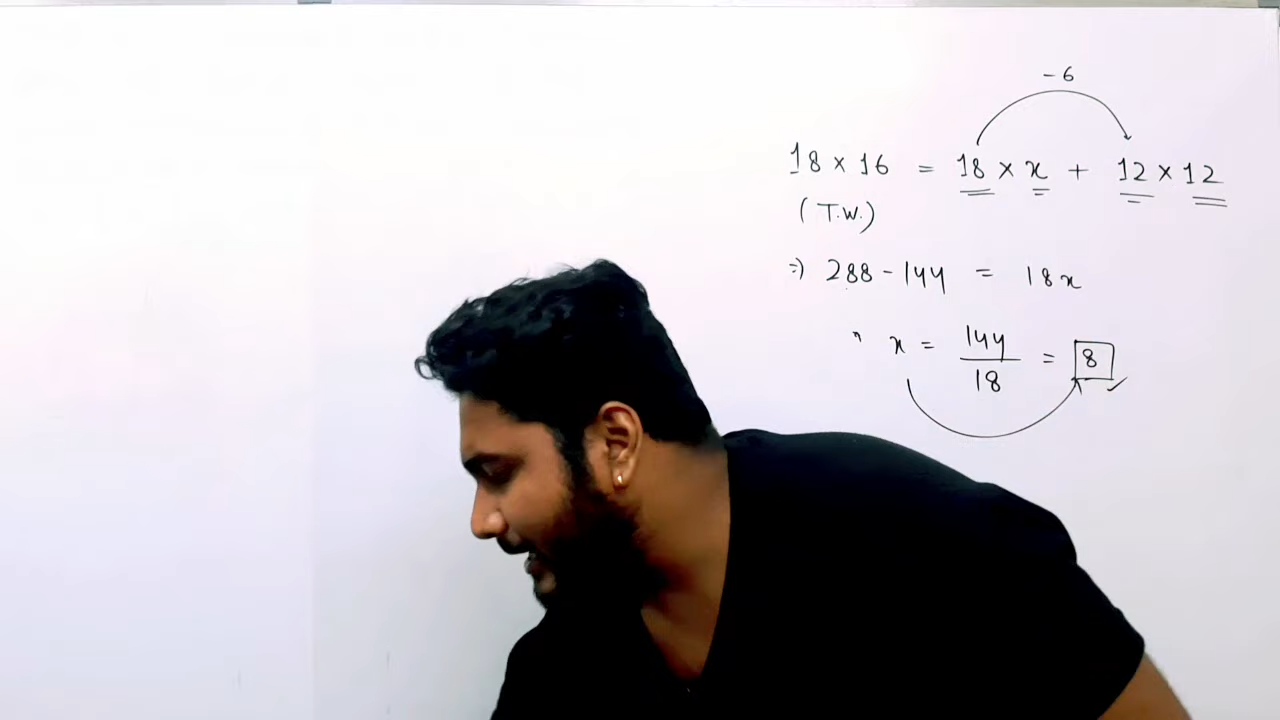 - 6
18 × 16 = 18 × x + 12 × 12
(T.W.)
⇒ 288 - 144 = 18x
" x = 144/18 = 8 ✓